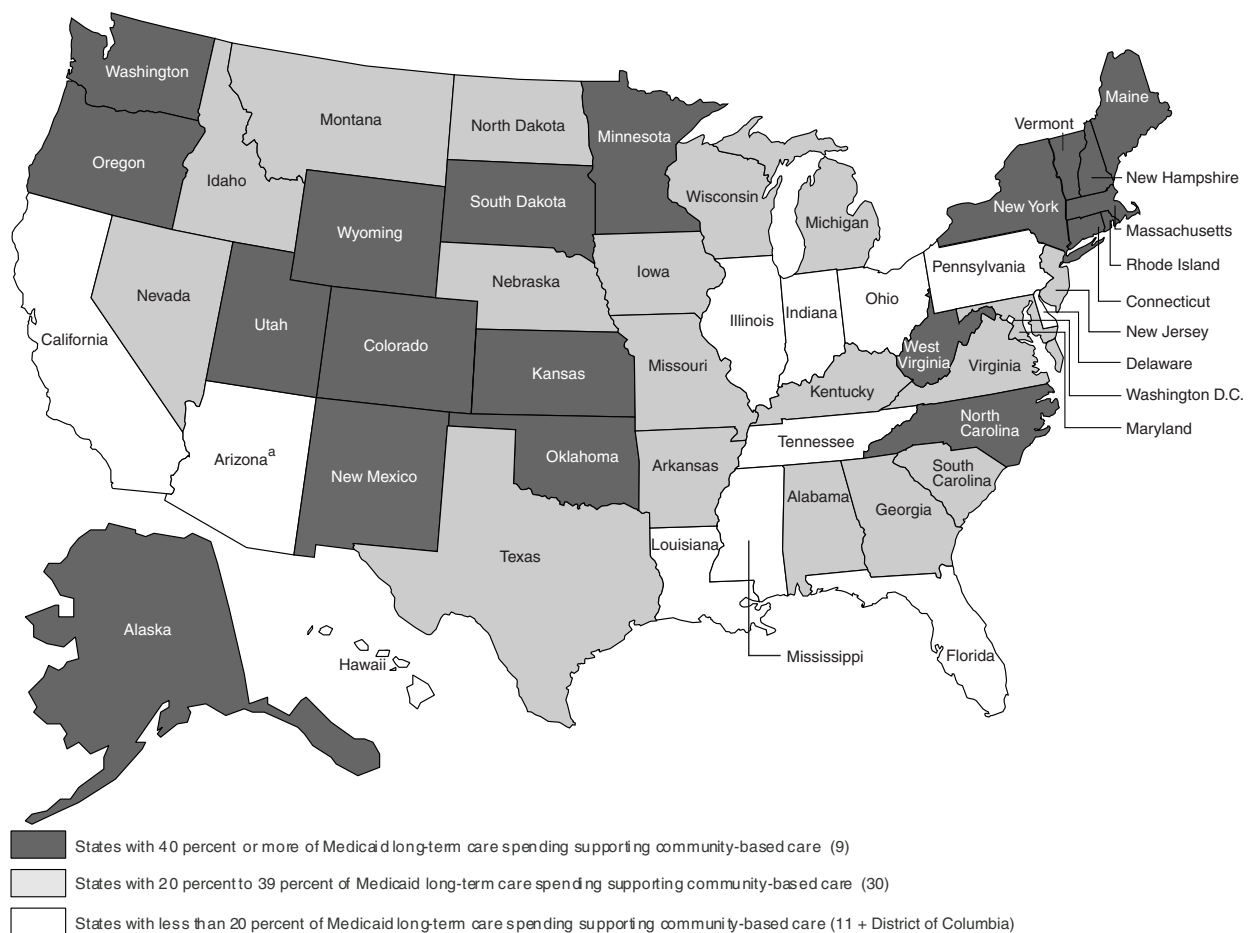 Washington
Maine
Montana
North Dakota
Minnesota
Vermont
Oregon
Idaho
Wisconsin
New Hampshire
South Dakota
New York
Michigan
Wyoming
Massachusetts
Rhode Island
Pennsylvania
Iowa
Nebraska
Nevada
Connecticut
Ohio
Indiana
Illinois
Utah
California
Colorado
New Jersey
West
Virginia
Missouri
Virginia
Delaware
Kansas
Kentucky
Washington D.C.
North
Carolina
Maryland
Tennessee
Arizonaa
Oklahoma
Arkansas
New Mexico
South
Carolina
Alabama
Georgia
Louisiana
Texas
Alaska
Hawaii
Mississippi
Florida
States with 40 percent or more of Medicaid long-term care spending supporting community-based care (9)
States with 20 percent to 39 percent of Medicaid long-term care spending supporting community-based care (30)
States with less than 20 percent of Medicaid long-term care spending supporting community-based care (11 + District of Columbia)